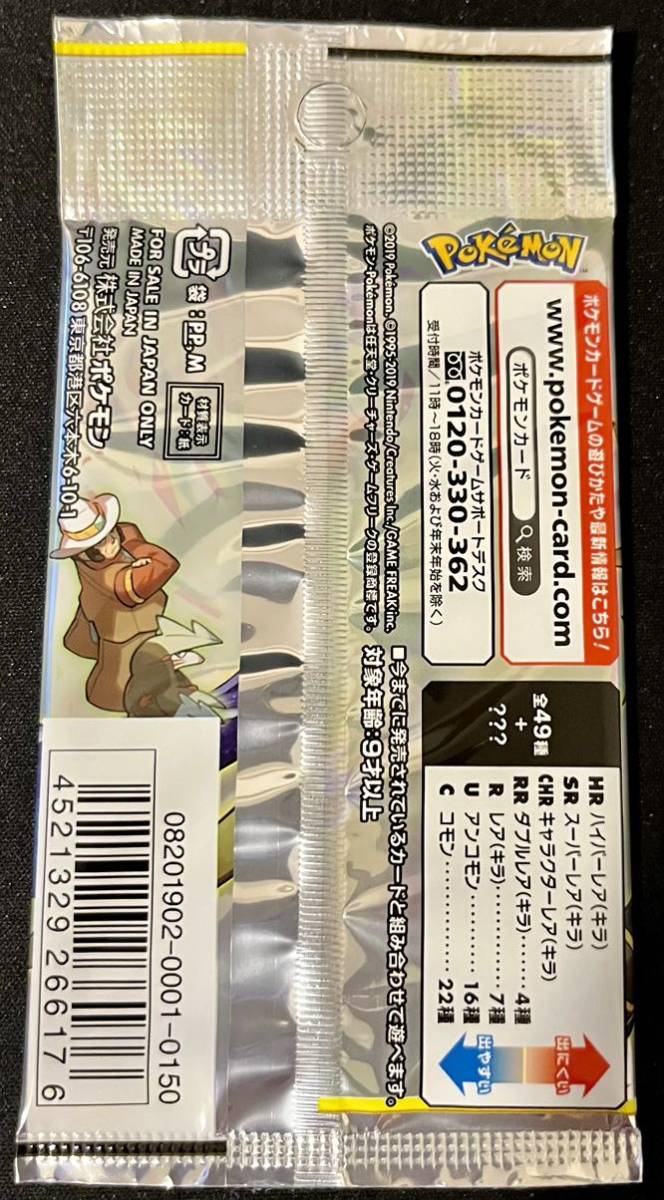 ポケモンカードゲームの遊びかたや最新情報はこちら!
www.pokemon-card.com
ポケモンカード
検索
POKéMON
ポケモンカードゲームサポートデスク
0120-330-362
受付時間/11時~18時(火・水および年末年始を除く)
©2019 Pokémon. ©1995-2019 Nintendo/Creatures Inc./GAME FREAK inc.
ポケモン・Pokémonは任天堂・クリーチャーズ・ゲームフリークの登録商標です。
全49種
+
???
HR ハイパーレア(キラ)
SR スーパーレア(キラ)
CHR キャラクターレア(キラ)
RR ダブルレア(キラ)……4種
R レア(キラ)………7種
U アンコモン………16種
C コモン…………22種
出にくい
出やすい
■今までに発売されているカードと組み合わせて遊べます。
対象年齢:9才以上
プラ
袋:PP, M
材質表示
カード:紙
FOR SALE IN JAPAN ONLY
MADE IN JAPAN
発売元 株式会社ポケモン
〒106-6108 東京都港区六本木6-10-1
08201902-0001-0150
4521329266176